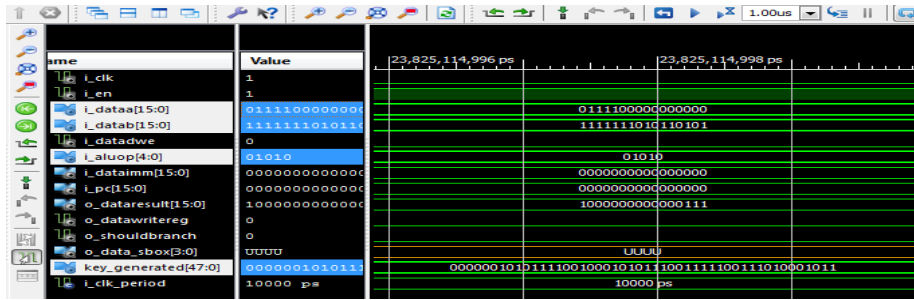 1.00us
ame Value 23,825,114,996 ps 23,825,114,998 ps
i_clk 1
i_en 1
i_dataa[15:0] 011110000000 0111100000000000
i_datab[15:0] 1111111010110 1111111010110101
i_datadwe 0
i_aluop[4:0] 01010 01010
i_dataimm[15:0] 000000000000 0000000000000000
i_pc[15:0] 000000000000 0000000000000000
o_dataresult[15:0] 100000000000 1000000000000111
o_datawritereg 0
o_shouldbranch 0
o_data_sbox[3:0] UUUU UUUU
key_generated[47:0] 0000001010111 000000101011110010001010111001111100111010001011
i_clk_period 10000 ps 10000 ps